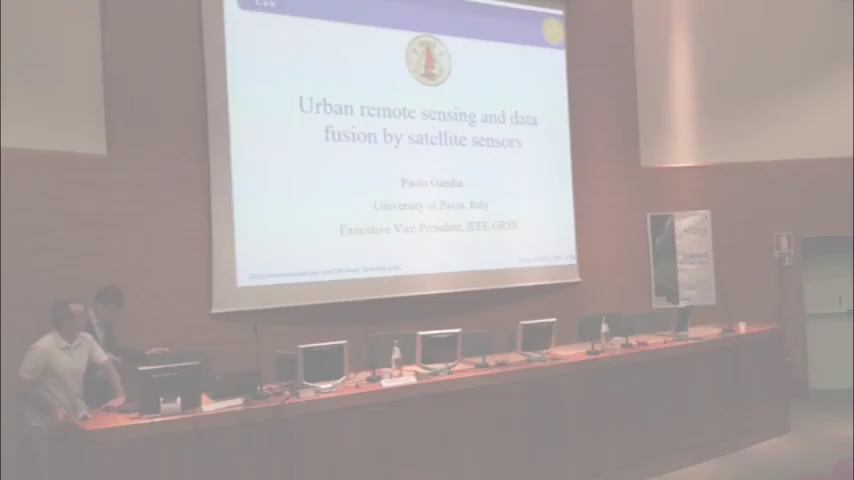 Urban remote sensing and data
fusion by satellite sensors
Paolo Gamba
University of Pavia, Italy
Executive Vice President, IEEE GRSS